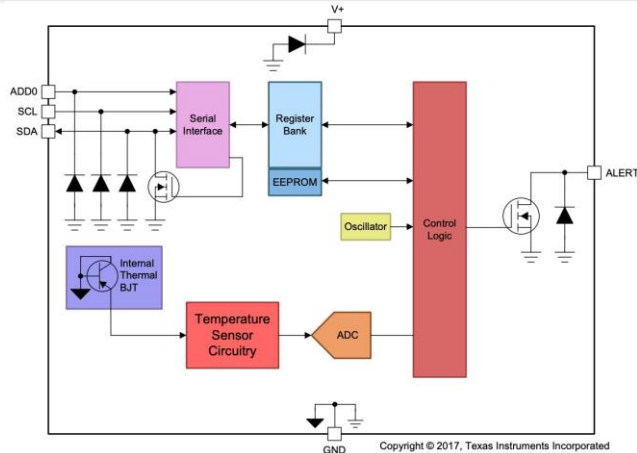 V+
ADD0
SCL
SDA
Serial
Interface
Register
Bank
EEPROM
Oscillator
Control
Logic
ALERT
Internal
Thermal
BJT
Temperature
Sensor
Circuitry
ADC
GND
Copyright © 2017, Texas Instruments Incorporated